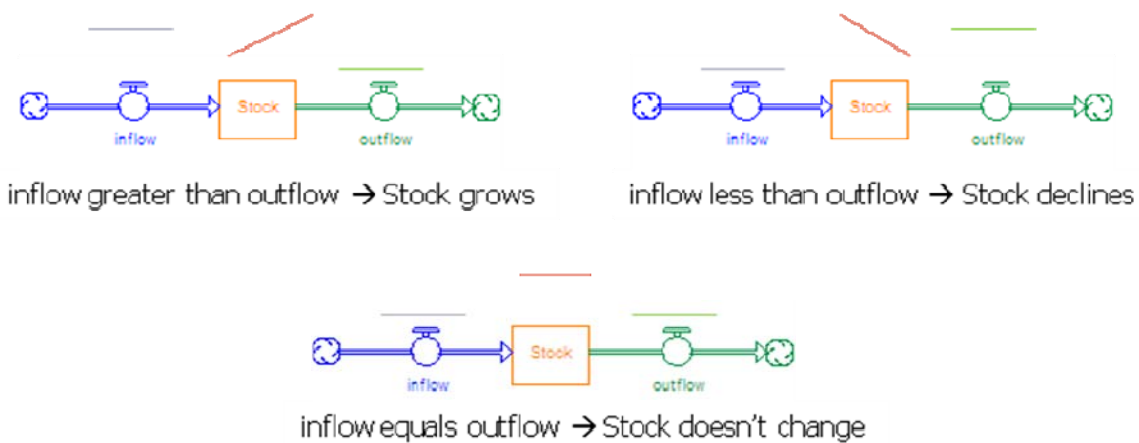 Stock
inflow
outflow
inflow greater than outflow → Stock grows
Stock
inflow
outflow
inflow less than outflow → Stock declines
Stock
inflow
outflow
inflow equals outflow → Stock doesn't change